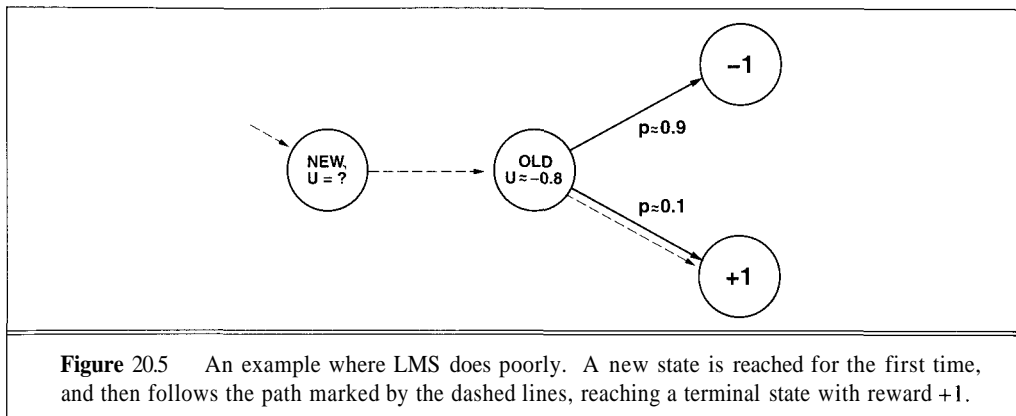 −1
p≈0.9
NEW,
U = ?
OLD
U ≈ −0.8
p≈0.1
+1
Figure 20.5 An example where LMS does poorly. A new state is reached for the first time,
and then follows the path marked by the dashed lines, reaching a terminal state with reward +1.